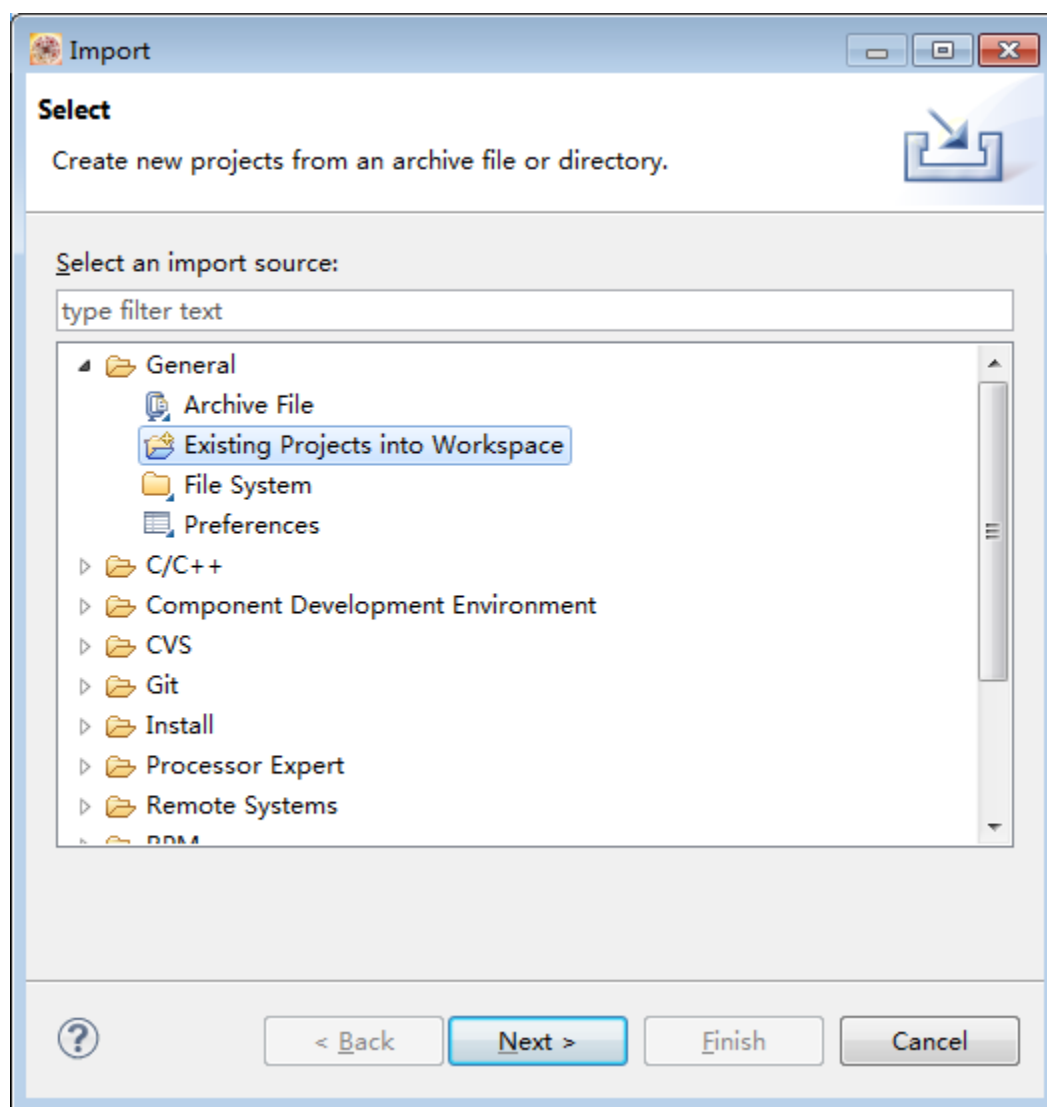 Import
Select
Create new projects from an archive file or directory.
Select an import source:
type filter text
General
Archive File
Existing Projects into Workspace
File System
Preferences
C/C++
Component Development Environment
CVS
Git
Install
Processor Expert
Remote Systems
RPM
< Back
Next >
Finish
Cancel